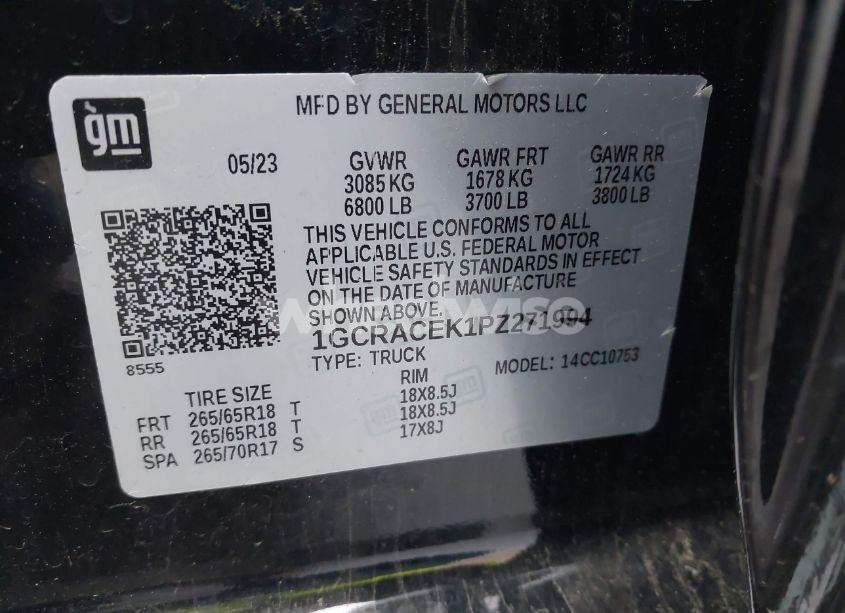 gm
MFD BY GENERAL MOTORS LLC
05/23 GVWR GAWR FRT GAWR RR
3085 KG 1678 KG 1724 KG
6800 LB 3700 LB 3800 LB
THIS VEHICLE CONFORMS TO ALL
APPLICABLE U.S. FEDERAL MOTOR
VEHICLE SAFETY STANDARDS IN EFFECT
ON THE DATE OF MANUFACTURE
SHOWN ABOVE.
1GCRACEK1PZ271994
8555
TYPE: TRUCK MODEL: 14CC10753
TIRE SIZE RIM
FRT 265/65R18 T 18X8.5J
RR 265/65R18 T 18X8.5J
SPA 265/70R17 S 17X8J